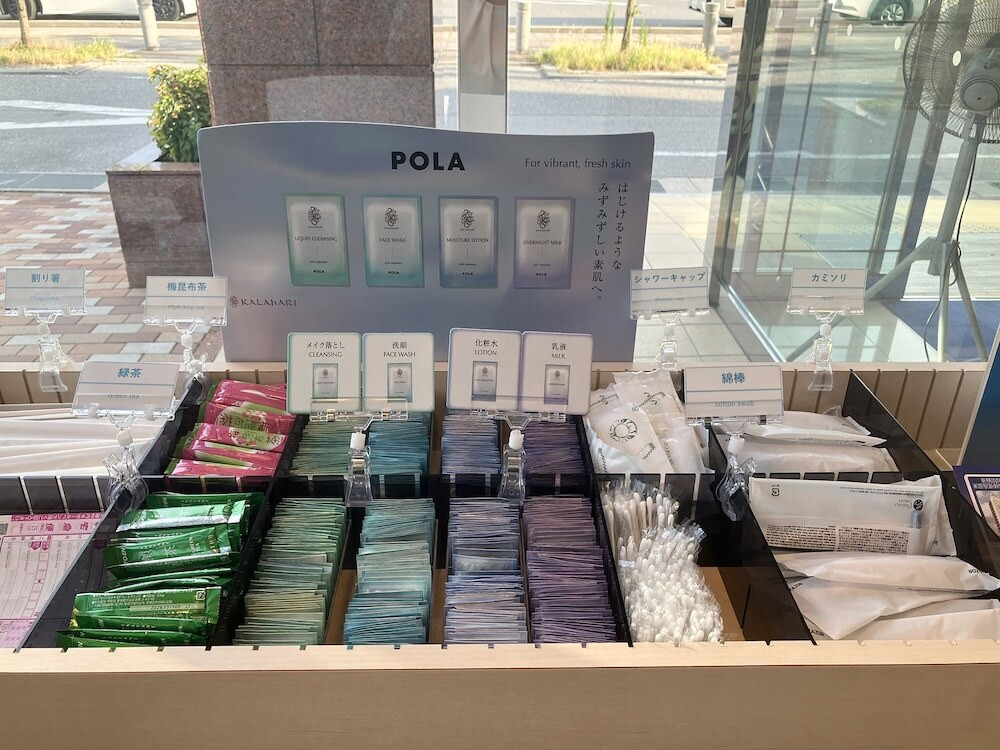 POLA
For vibrant, fresh skin
はじけるような
みずみずしい素肌へ。
LIQUID CLEANSING
POLA
FACE WASH
POLA
MOISTURE LOTION
POLA
OVERNIGHT MILK
POLA
KALAHARI
割り箸
梅昆布茶
シャワーキャップ
カミソリ
メイク落とし
CLEANSING
洗顔
FACE WASH
化粧水
LOTION
乳液
MILK
緑茶
green tea
綿棒
cotton swab